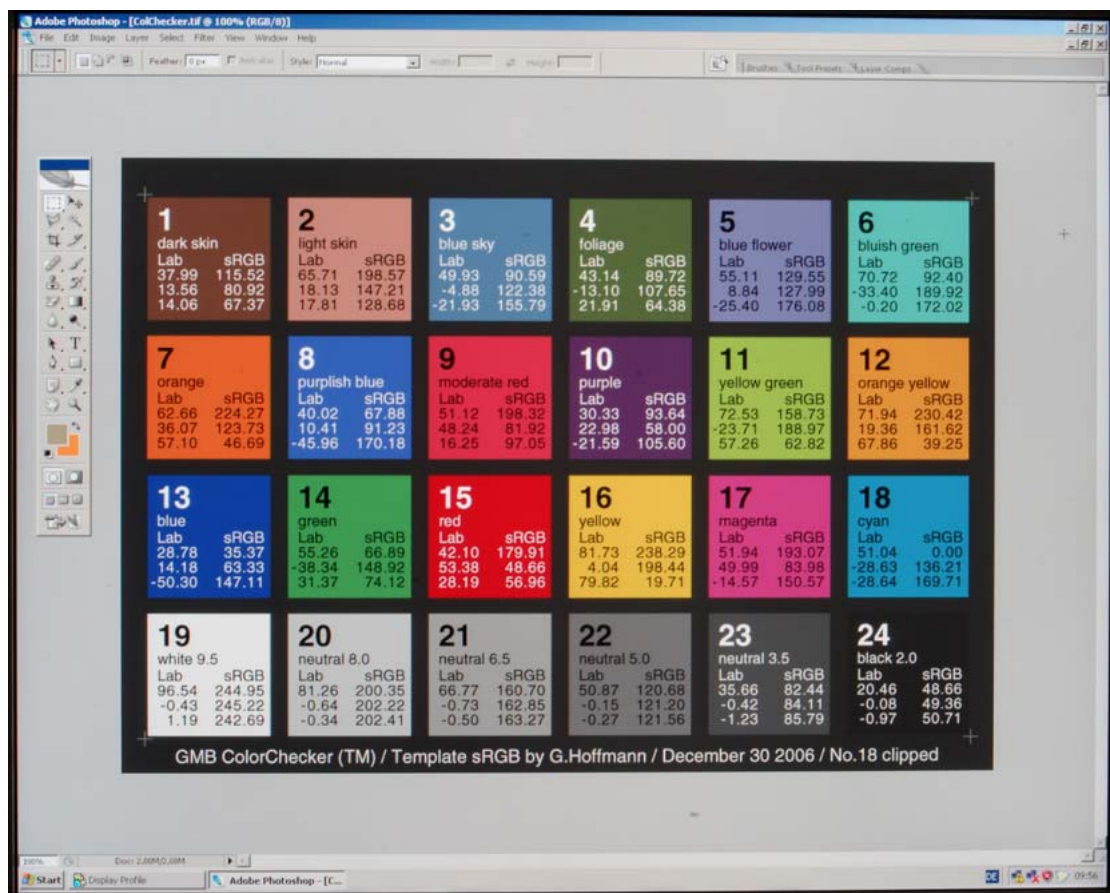 Adobe Photoshop - [ColChecker.tif @ 100% (RGB/8)]
File Edit Image Layer Select Filter View Window Help
Feather: 0 px Anti-alias Style: Normal Width: Height: Brushes Tool Presets Layer Comps
1 2 3 4 5 6
dark skin light skin blue sky foliage blue flower bluish green
Lab sRGB Lab sRGB Lab sRGB Lab sRGB Lab sRGB Lab sRGB
37.99 115.52 65.71 198.57 49.93 90.59 43.14 89.72 55.11 129.55 70.72 92.40
13.56 80.92 18.13 147.21 -4.88 122.38 -13.10 107.65 8.84 127.99 -33.40 189.92
14.06 67.37 17.81 128.68 -21.93 155.79 21.91 64.38 -25.40 176.08 -0.20 172.02
7 8 9 10 11 12
orange purplish blue moderate red purple yellow green orange yellow
Lab sRGB Lab sRGB Lab sRGB Lab sRGB Lab sRGB Lab sRGB
62.66 224.27 40.02 67.88 51.12 198.32 30.33 93.64 72.53 158.73 71.94 230.42
36.07 123.73 10.41 91.23 48.24 81.92 22.98 58.00 -23.71 188.97 19.36 161.62
57.10 46.69 -45.96 170.18 16.25 97.05 -21.59 105.60 57.26 62.82 67.86 39.25
13 14 15 16 17 18
blue green red yellow magenta cyan
Lab sRGB Lab sRGB Lab sRGB Lab sRGB Lab sRGB Lab sRGB
28.78 35.37 55.26 66.89 42.10 179.91 81.73 238.29 51.94 193.07 51.04 0.00
14.18 63.33 -38.34 148.92 53.38 48.66 4.04 198.44 49.99 83.98 -28.63 136.21
-50.30 147.11 31.37 74.12 28.19 56.96 79.82 19.71 -14.57 150.57 -28.64 169.71
19 20 21 22 23 24
white 9.5 neutral 8.0 neutral 6.5 neutral 5.0 neutral 3.5 black 2.0
Lab sRGB Lab sRGB Lab sRGB Lab sRGB Lab sRGB Lab sRGB
96.54 244.95 81.26 200.35 66.77 160.70 50.87 120.68 35.66 82.44 20.46 48.66
-0.43 245.22 -0.64 202.22 -0.73 162.85 -0.15 121.20 -0.42 84.11 -0.08 49.36
1.19 242.69 -0.34 202.41 -0.50 163.27 -0.27 121.56 -1.23 85.79 -0.97 50.71
GMB ColorChecker (TM) / Template sRGB by G.Hoffmann / December 30 2006 / No.18 clipped
100% Doc: 2,00M/2,00M
Start Display Profile Adobe Photoshop - [C... DE 09:56